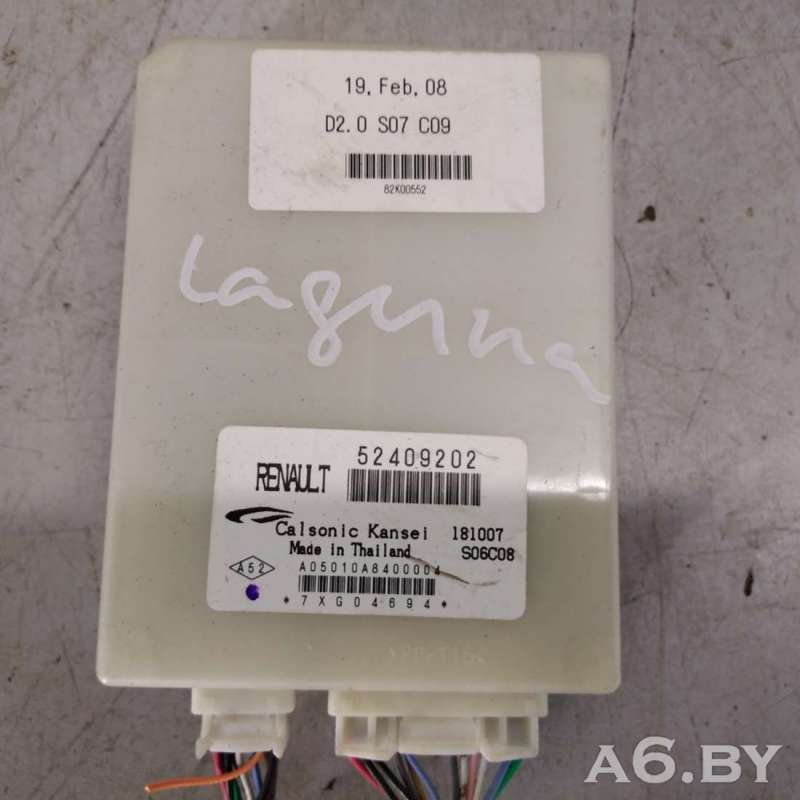 19. Feb. 08
D2.0 S07 C09
82K00552
Laguna
RENAULT 52409202
Calsonic Kansei 181007
Made in Thailand S06C08
A52 A05010A8400004
* 7XG04694 *
A6.BY